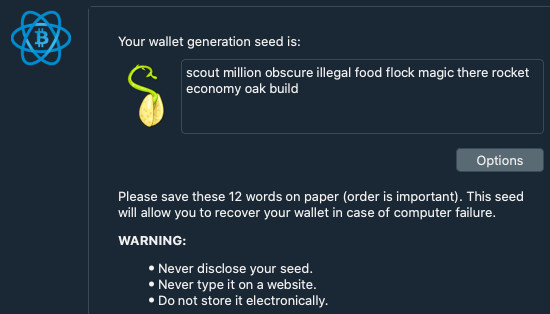 Your wallet generation seed is:
scout million obscure illegal food flock magic there rocket
economy oak build
Options
Please save these 12 words on paper (order is important). This seed
will allow you to recover your wallet in case of computer failure.
WARNING:
• Never disclose your seed.
• Never type it on a website.
• Do not store it electronically.